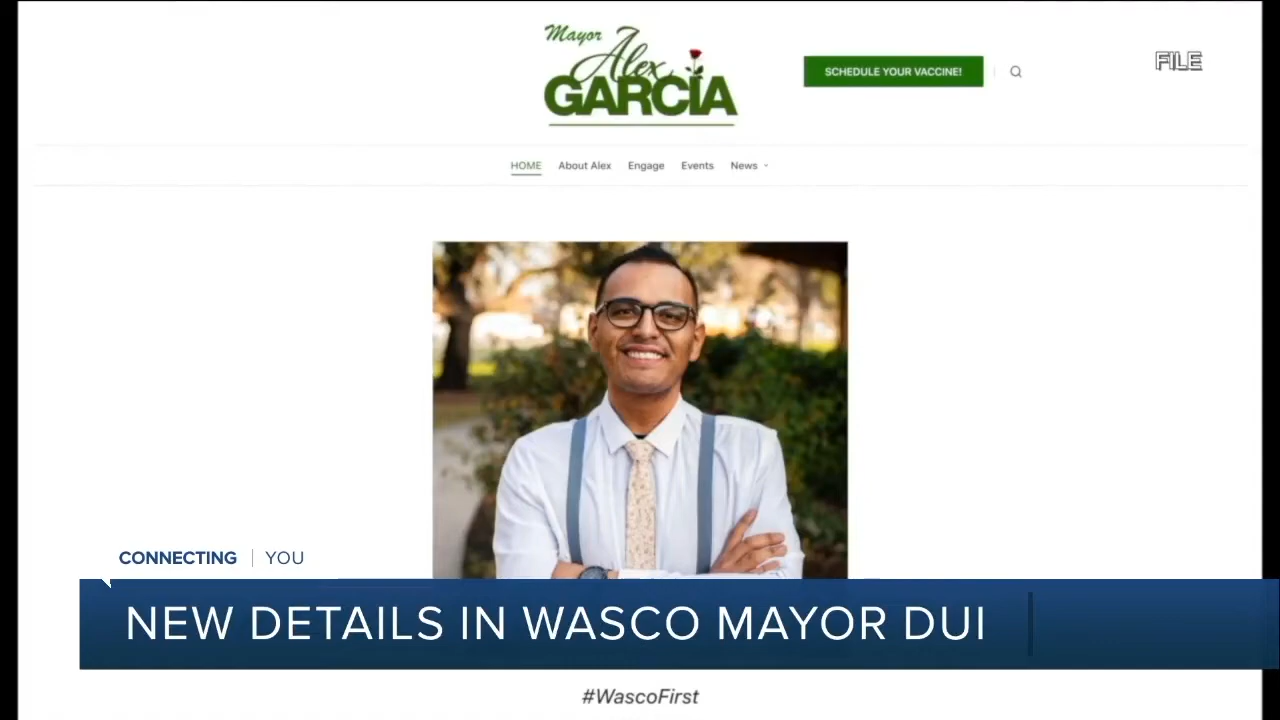 Mayor
Alex
GARCIA
SCHEDULE YOUR VACCINE!
FILE
HOME About Alex Engage Events News
CONNECTING | YOU
NEW DETAILS IN WASCO MAYOR DUI
#WascoFirst